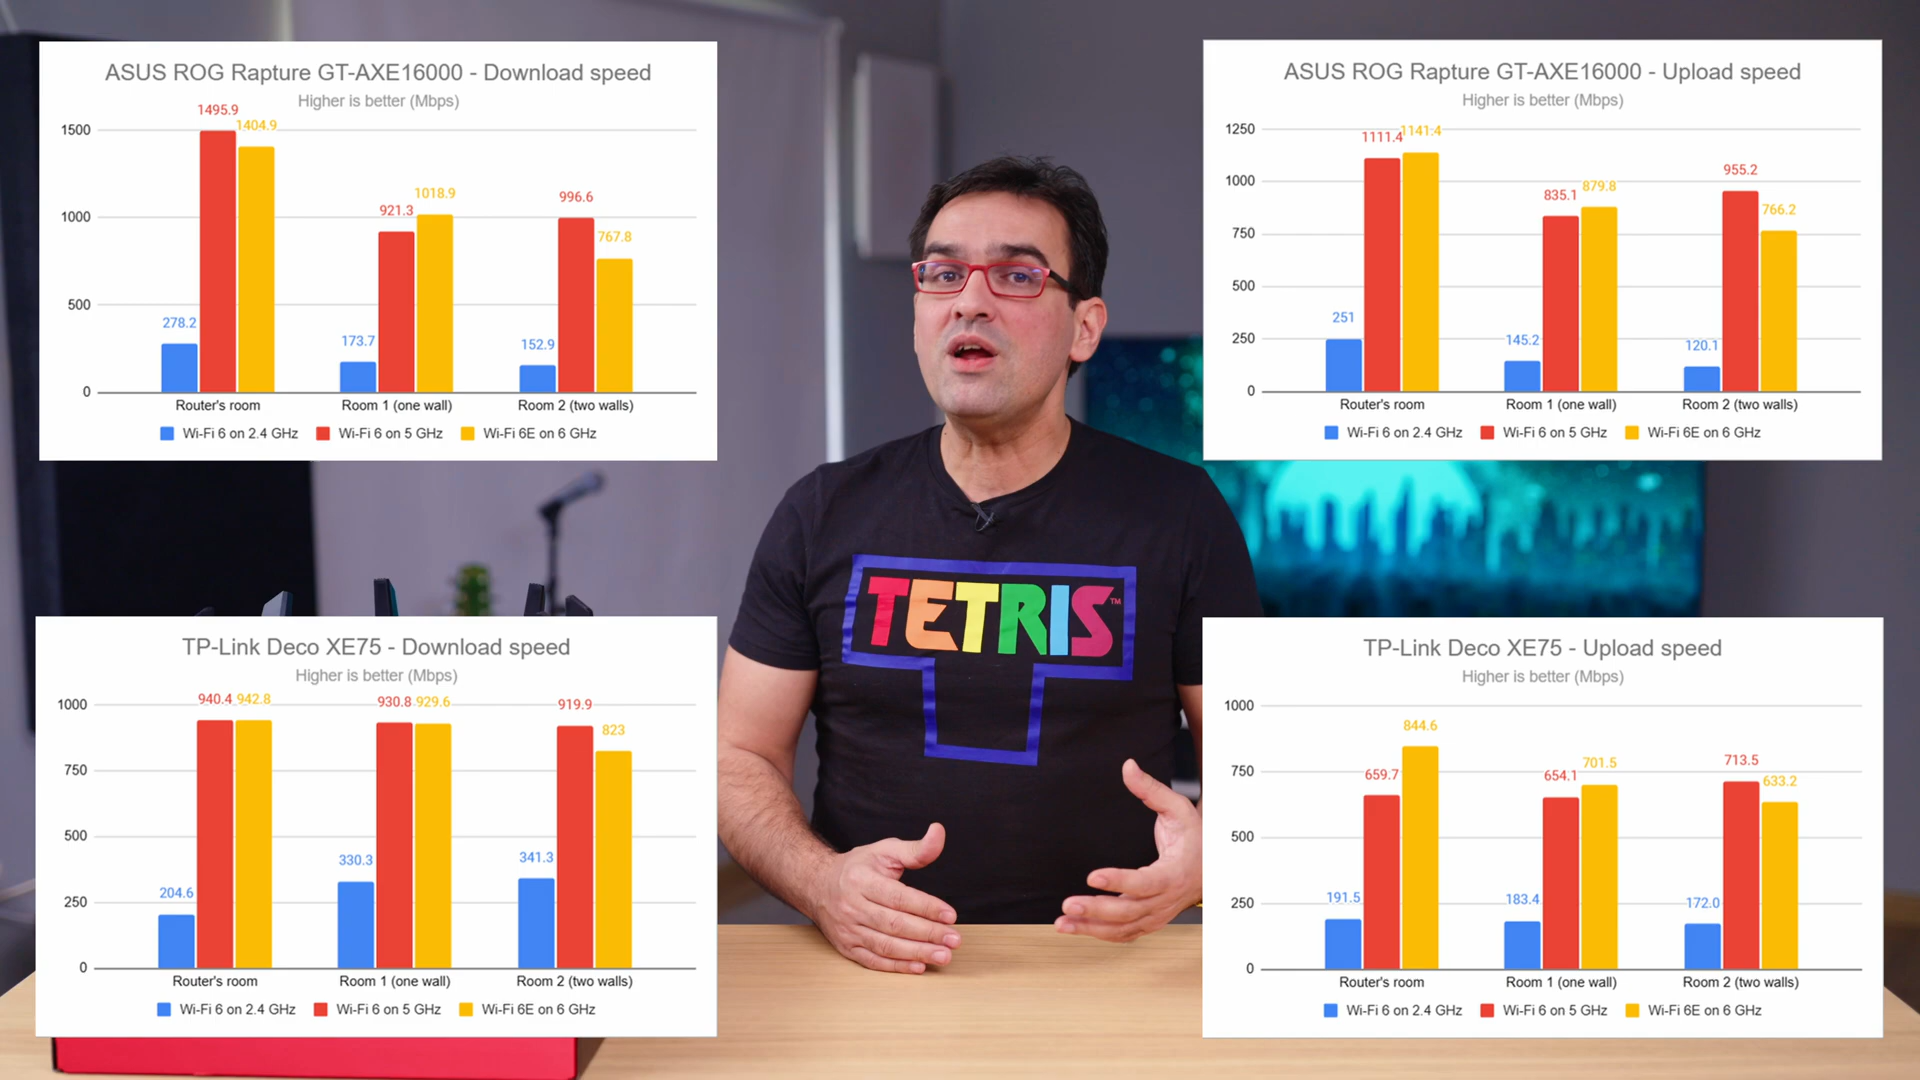 ASUS ROG Rapture GT-AXE16000 - Download speed
Higher is better (Mbps)
1500
1000
500
0
1495.9
1404.9
278.2
921.3
1018.9
173.7
996.6
767.8
152.9
Router's room
Room 1 (one wall)
Room 2 (two walls)
Wi-Fi 6 on 2.4 GHz
Wi-Fi 6 on 5 GHz
Wi-Fi 6E on 6 GHz
ASUS ROG Rapture GT-AXE16000 - Upload speed
Higher is better (Mbps)
1250
1000
750
500
250
0
1111.4
1141.4
251
835.1
879.8
145.2
955.2
766.2
120.1
Router's room
Room 1 (one wall)
Room 2 (two walls)
Wi-Fi 6 on 2.4 GHz
Wi-Fi 6 on 5 GHz
Wi-Fi 6E on 6 GHz
TETRIS™
TP-Link Deco XE75 - Download speed
Higher is better (Mbps)
1000
750
500
250
0
940.4
942.8
204.6
930.8
929.6
330.3
919.9
823
341.3
Router's room
Room 1 (one wall)
Room 2 (two walls)
Wi-Fi 6 on 2.4 GHz
Wi-Fi 6 on 5 GHz
Wi-Fi 6E on 6 GHz
TP-Link Deco XE75 - Upload speed
Higher is better (Mbps)
1000
750
500
250
0
844.6
659.7
191.5
654.1
701.5
183.4
713.5
633.2
172.0
Router's room
Room 1 (one wall)
Room 2 (two walls)
Wi-Fi 6 on 2.4 GHz
Wi-Fi 6 on 5 GHz
Wi-Fi 6E on 6 GHz